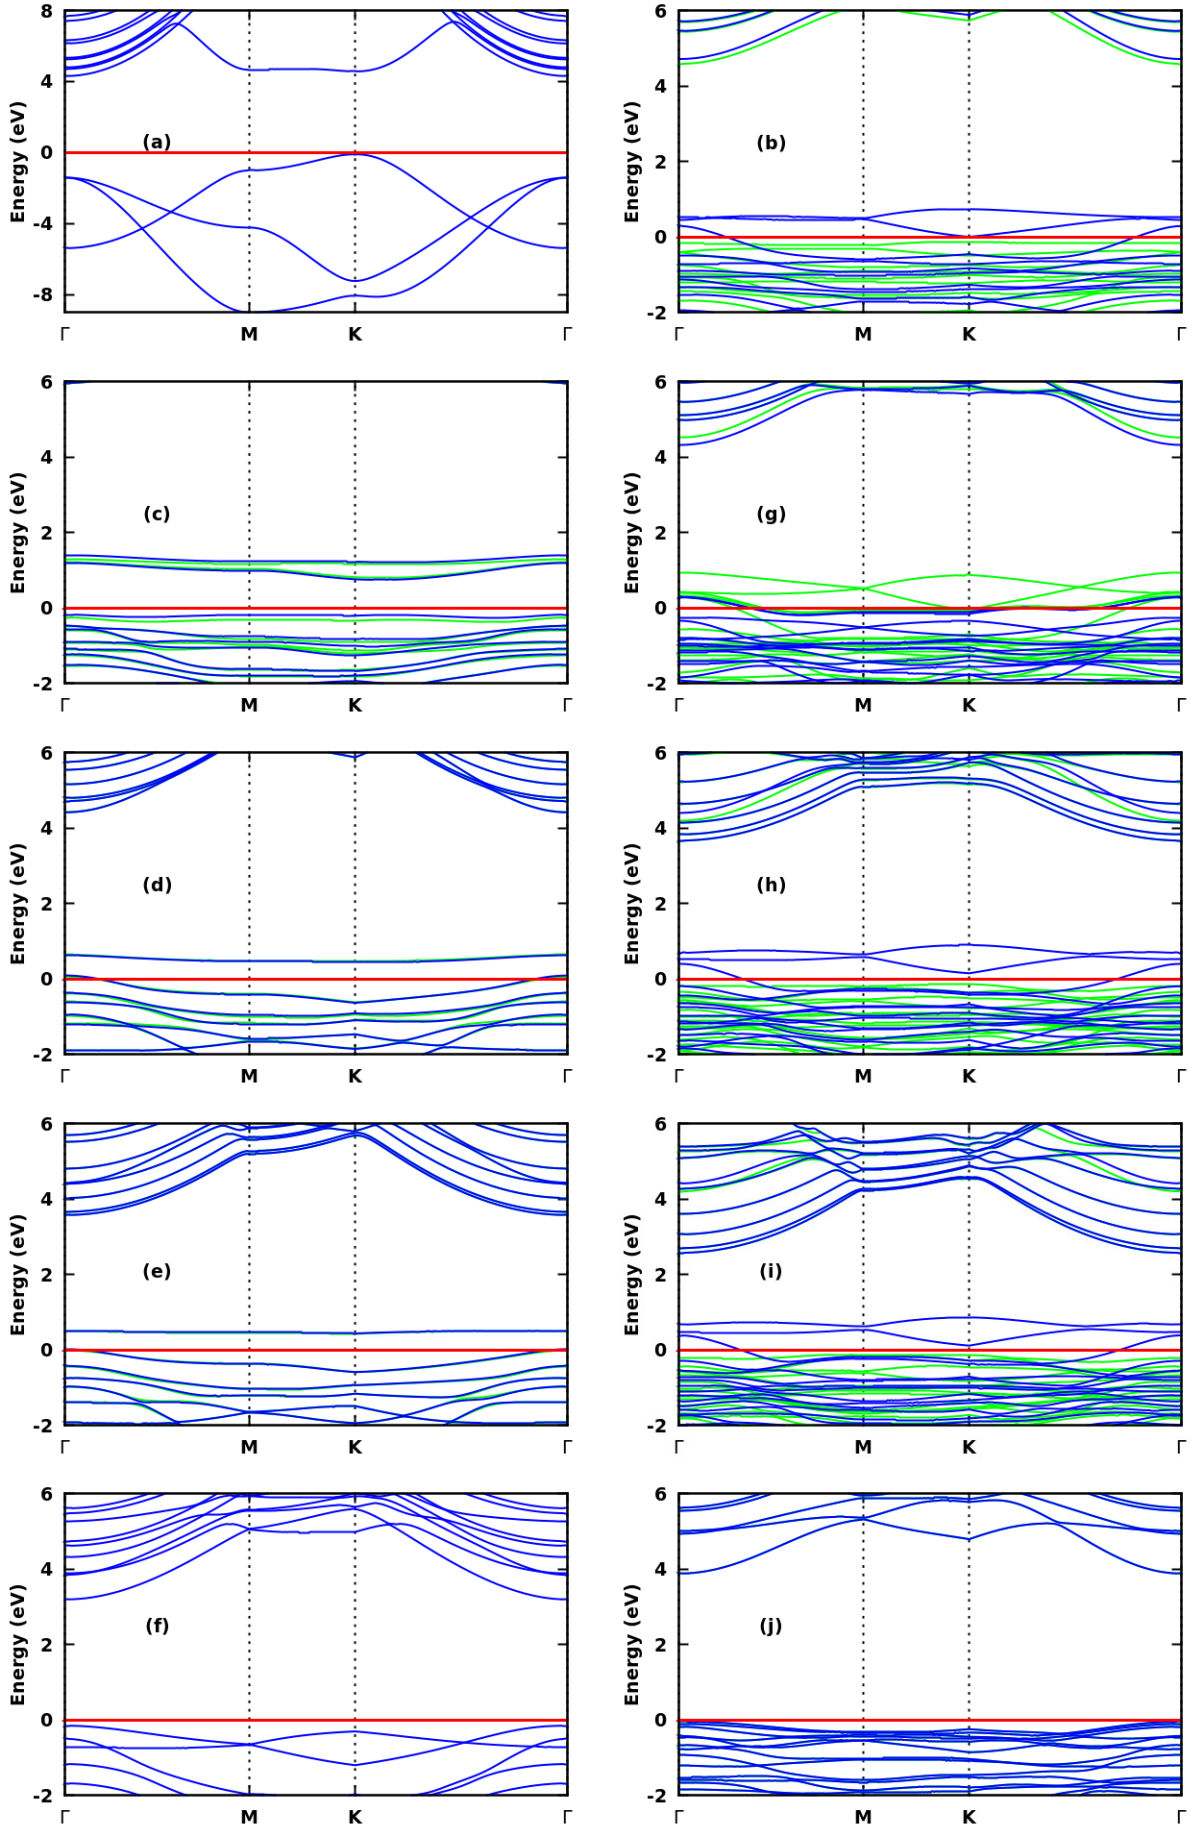 8
4
0
-4
-8
Energy (eV)
(a)
Γ M K Γ
6
4
2
0
-2
Energy (eV)
(b)
Γ M K Γ
6
4
2
0
-2
Energy (eV)
(c)
Γ M K Γ
6
4
2
0
-2
Energy (eV)
(g)
Γ M K Γ
6
4
2
0
-2
Energy (eV)
(d)
Γ M K Γ
6
4
2
0
-2
Energy (eV)
(h)
Γ M K Γ
6
4
2
0
-2
Energy (eV)
(e)
Γ M K Γ
6
4
2
0
-2
Energy (eV)
(i)
Γ M K Γ
6
4
2
0
-2
Energy (eV)
(f)
Γ M K Γ
6
4
2
0
-2
Energy (eV)
(j)
Γ M K Γ